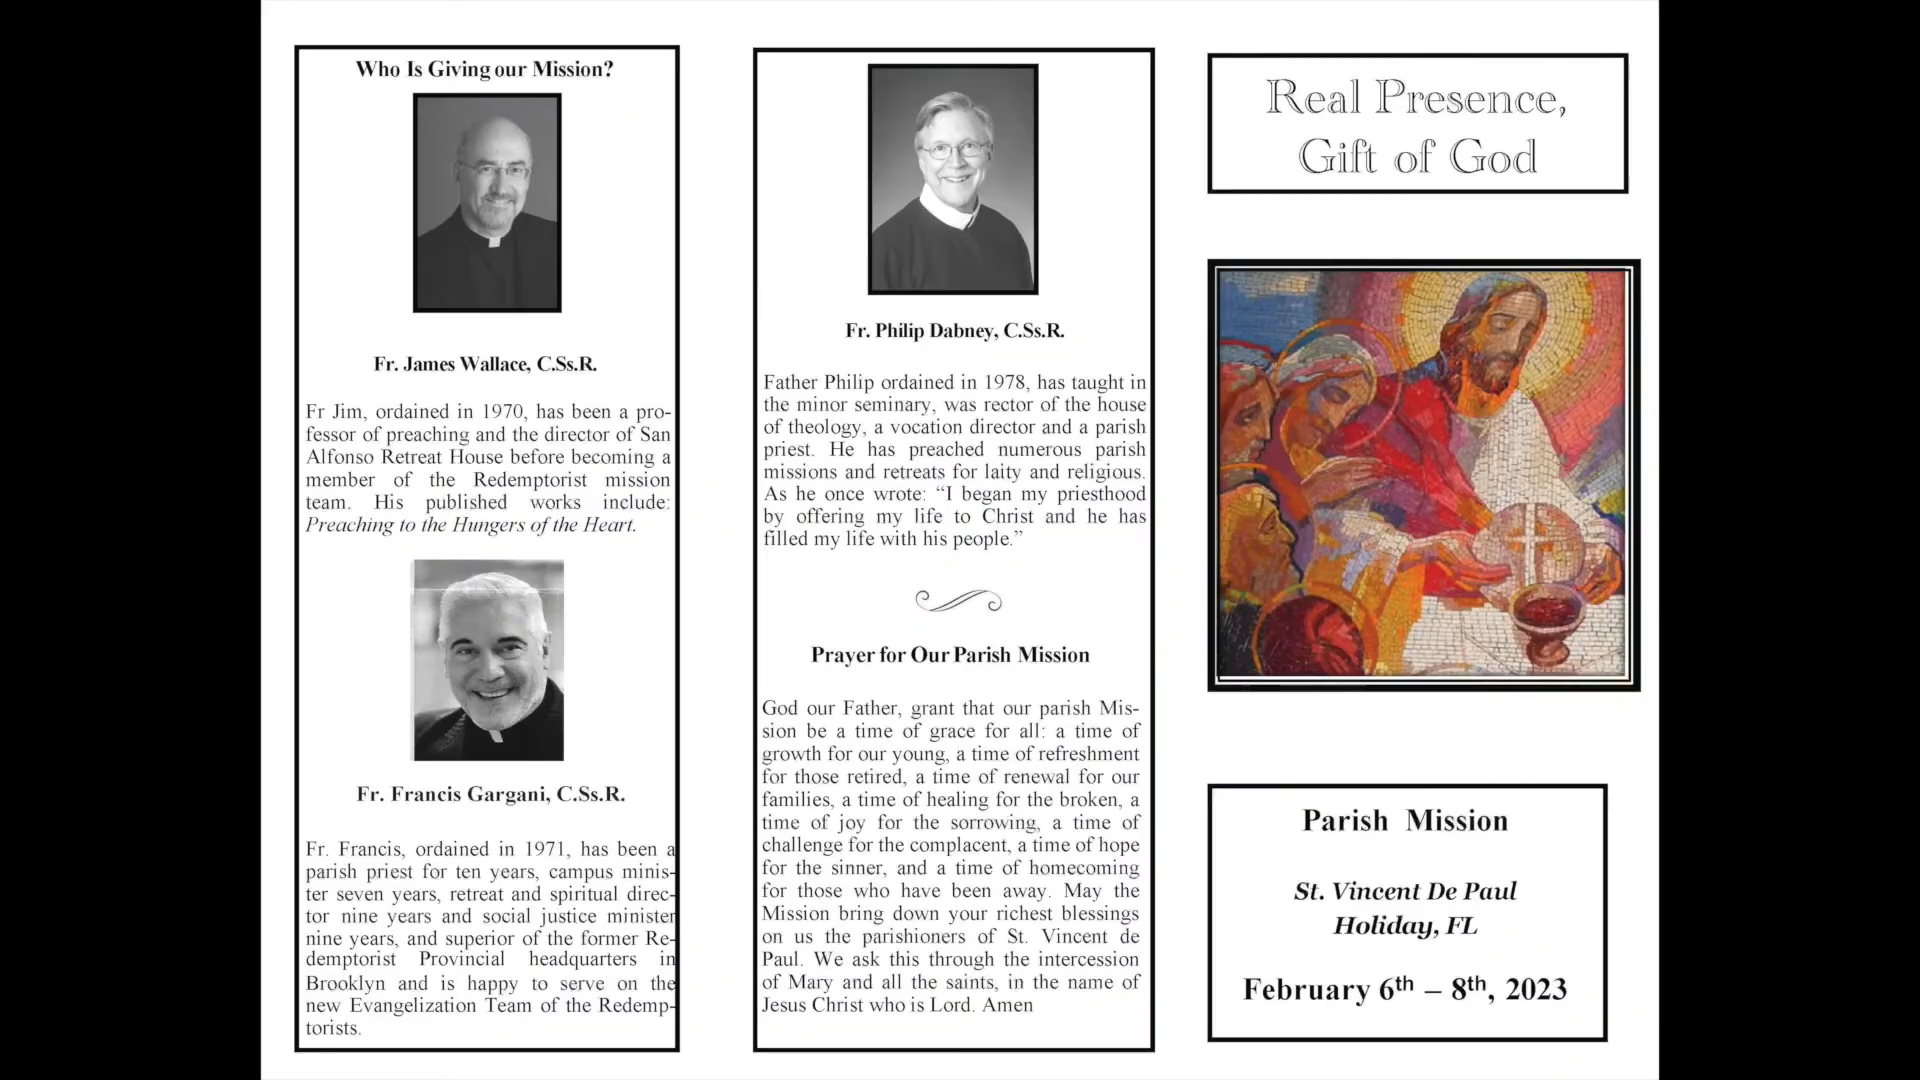 Who Is Giving our Mission?
Fr. James Wallace, C.Ss.R.
Fr Jim, ordained in 1970, has been a pro-
fessor of preaching and the director of San
Alfonso Retreat House before becoming a
member of the Redemptorist mission
team. His published works include:
Preaching to the Hungers of the Heart.
Fr. Francis Gargani, C.Ss.R.
Fr. Francis, ordained in 1971, has been a
parish priest for ten years, campus minis-
ter seven years, retreat and spiritual direc-
tor nine years and social justice minister
nine years, and superior of the former Re-
demptorist Provincial headquarters in
Brooklyn and is happy to serve on the
new Evangelization Team of the Redemp-
torists.
Fr. Philip Dabney, C.Ss.R.
Father Philip ordained in 1978, has taught in
the minor seminary, was rector of the house
of theology, a vocation director and a parish
priest. He has preached numerous parish
missions and retreats for laity and religious.
As he once wrote: “I began my priesthood
by offering my life to Christ and he has
filled my life with his people.”
Prayer for Our Parish Mission
God our Father, grant that our parish Mis-
sion be a time of grace for all: a time of
growth for our young, a time of refreshment
for those retired, a time of renewal for our
families, a time of healing for the broken, a
time of joy for the sorrowing, a time of
challenge for the complacent, a time of hope
for the sinner, and a time of homecoming
for those who have been away. May the
Mission bring down your richest blessings
on us the parishioners of St. Vincent de
Paul. We ask this through the intercession
of Mary and all the saints, in the name of
Jesus Christ who is Lord. Amen
Real Presence,
Gift of God
Parish Mission
St. Vincent De Paul
Holiday, FL
February 6th – 8th, 2023